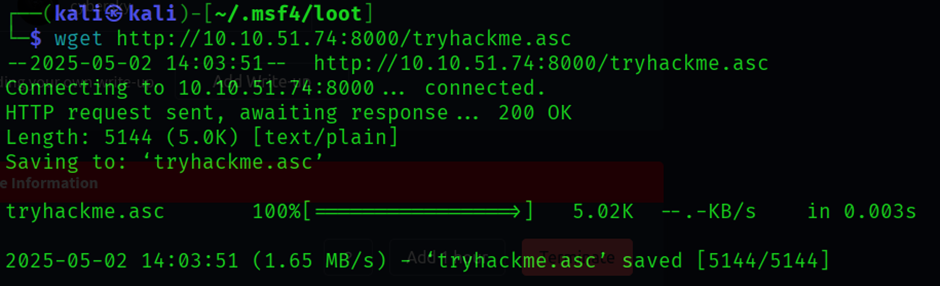 ┌──(kali㉿kali)-[~/.msf4/loot]
└─$ wget http://10.10.51.74:8000/tryhackme.asc
--2025-05-02 14:03:51--  http://10.10.51.74:8000/tryhackme.asc
Connecting to 10.10.51.74:8000... connected.
HTTP request sent, awaiting response... 200 OK
Length: 5144 (5.0K) [text/plain]
Saving to: ‘tryhackme.asc’
e Information
tryhackme.asc 100%[===================>] 5.02K --.-KB/s in 0.003s
2025-05-02 14:03:51 (1.65 MB/s) - ‘tryhackme.asc’ saved [5144/5144]